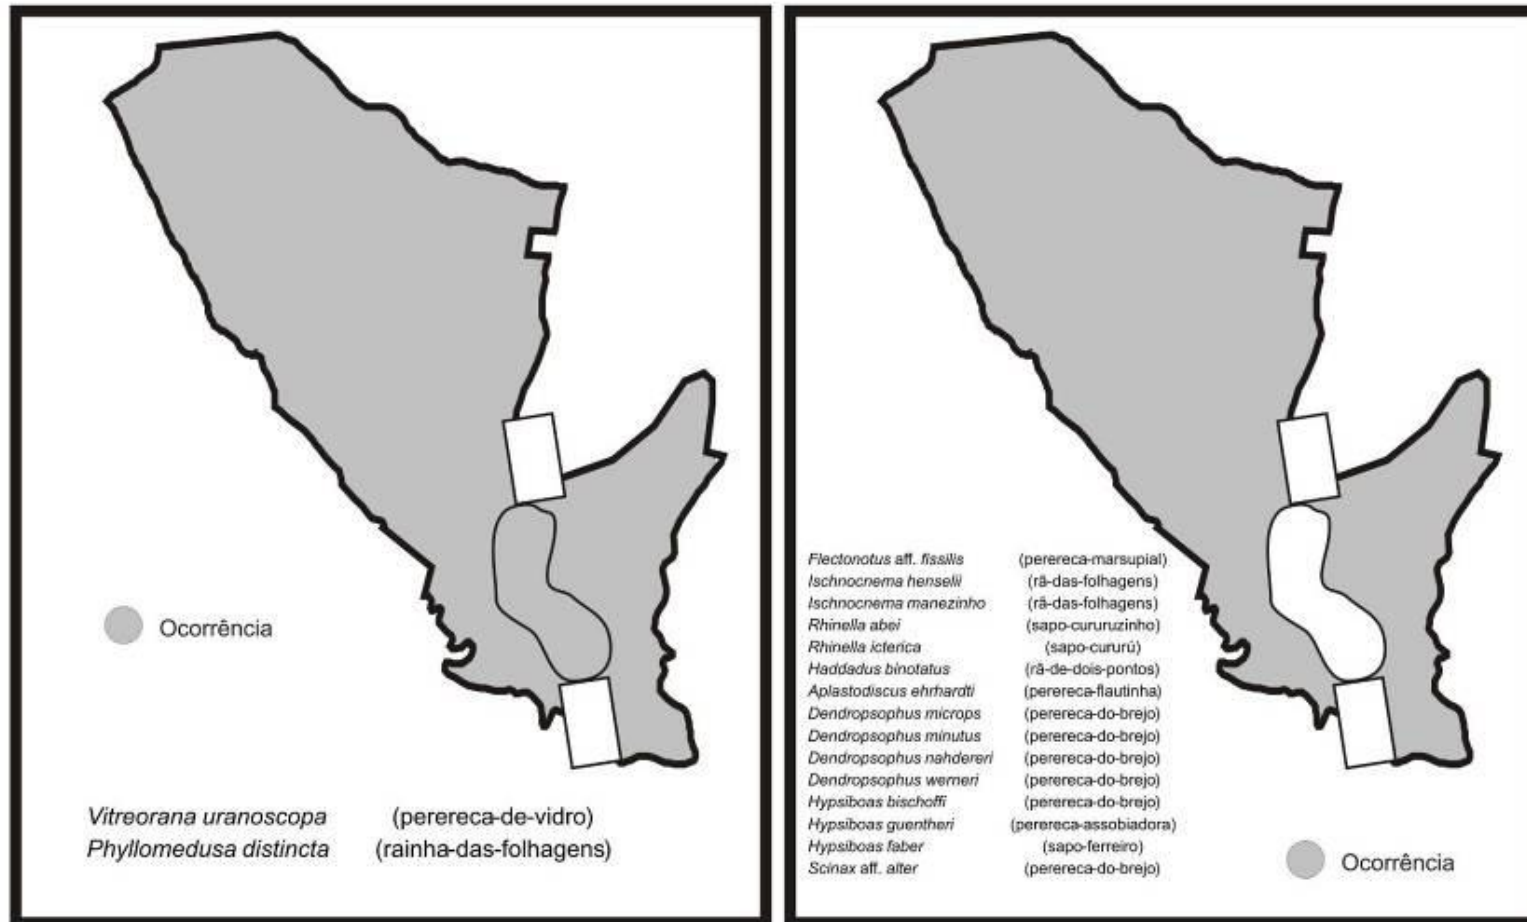 Ocorrência
Vitreorana uranoscopa (perereca-de-vidro)
Phyllomedusa distincta (rainha-das-folhagens)
Flectonotus aff. fissilis (perereca-marsupial)
Ischnocnema henselii (rã-das-folhagens)
Ischnocnema manezinho (rã-das-folhagens)
Rhinella abei (sapo-cururuzinho)
Rhinella icterica (sapo-cururú)
Haddadus binotatus (rã-de-dois-pontos)
Aplastodiscus ehrhardti (perereca-flautinha)
Dendropsophus microps (perereca-do-brejo)
Dendropsophus minutus (perereca-do-brejo)
Dendropsophus nahdereri (perereca-do-brejo)
Dendropsophus werneri (perereca-do-brejo)
Hypsiboas bischoffi (perereca-do-brejo)
Hypsiboas guentheri (perereca-assobiadora)
Hypsiboas faber (sapo-ferreiro)
Scinax aff. alter (perereca-do-brejo)
Ocorrência